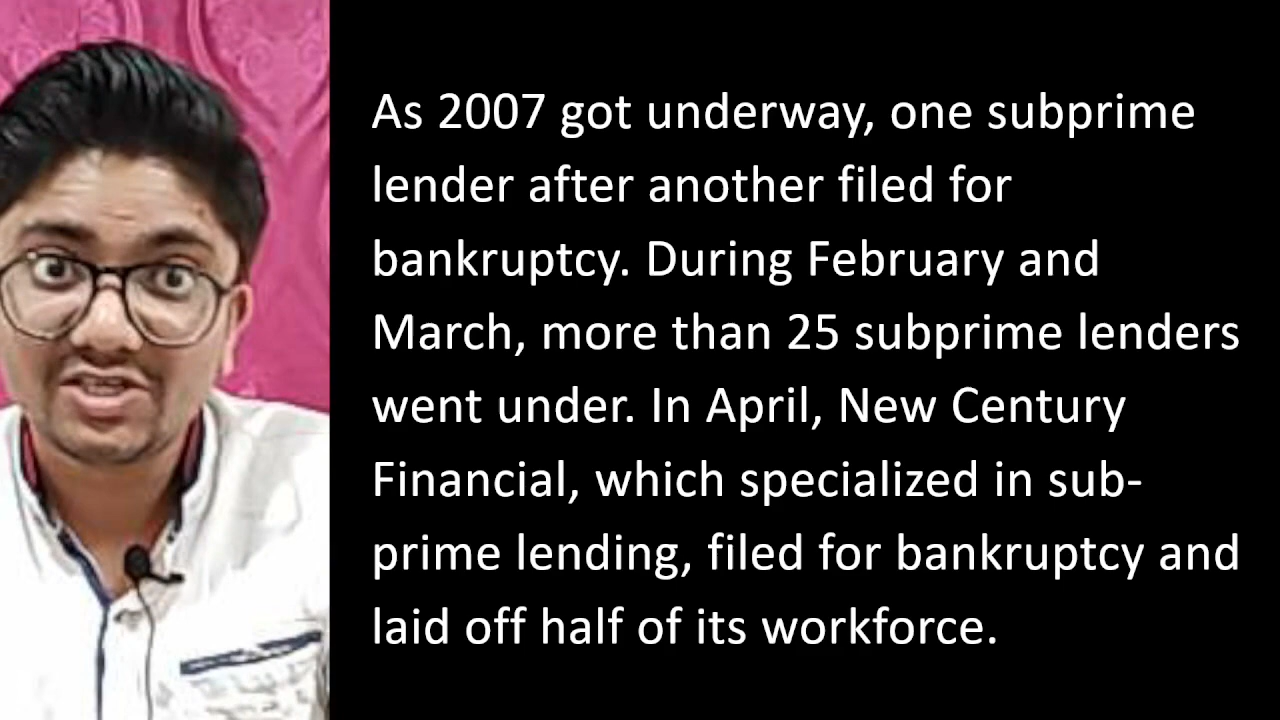 As 2007 got underway, one subprime
lender after another filed for
bankruptcy. During February and
March, more than 25 subprime lenders
went under. In April, New Century
Financial, which specialized in sub-
prime lending, filed for bankruptcy and
laid off half of its workforce.